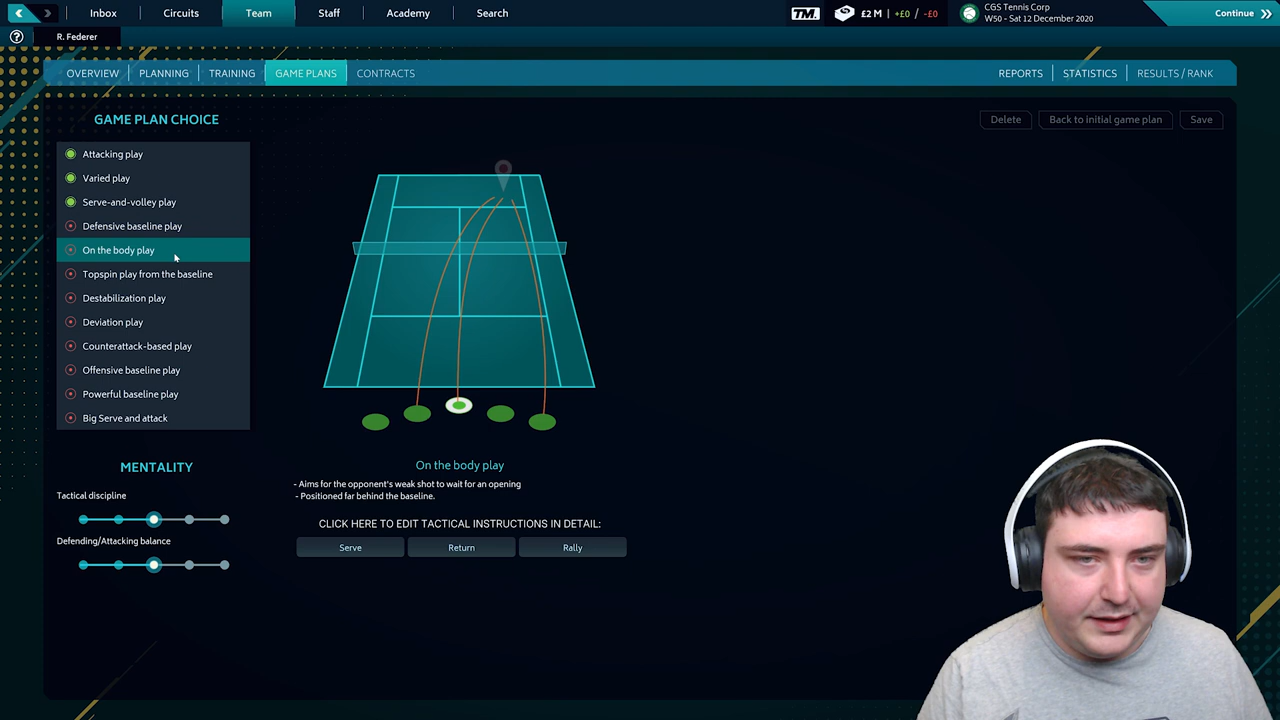 Inbox
Circuits
Team
Staff
Academy
Search
TM.
£2 M | +£0 / -£0
CGS Tennis Corp
W50 - Sat 12 December 2020
Continue
?
R. Federer
OVERVIEW
PLANNING
TRAINING
GAME PLANS
CONTRACTS
REPORTS
STATISTICS
RESULTS / RANK
GAME PLAN CHOICE
Delete
Back to initial game plan
Save
Attacking play
Varied play
Serve-and-volley play
Defensive baseline play
On the body play
Topspin play from the baseline
Destabilization play
Deviation play
Counterattack-based play
Offensive baseline play
Powerful baseline play
Big Serve and attack
MENTALITY
Tactical discipline
Defending/Attacking balance
On the body play
- Aims for the opponent's weak shot to wait for an opening
- Positioned far behind the baseline.
CLICK HERE TO EDIT TACTICAL INSTRUCTIONS IN DETAIL:
Serve
Return
Rally